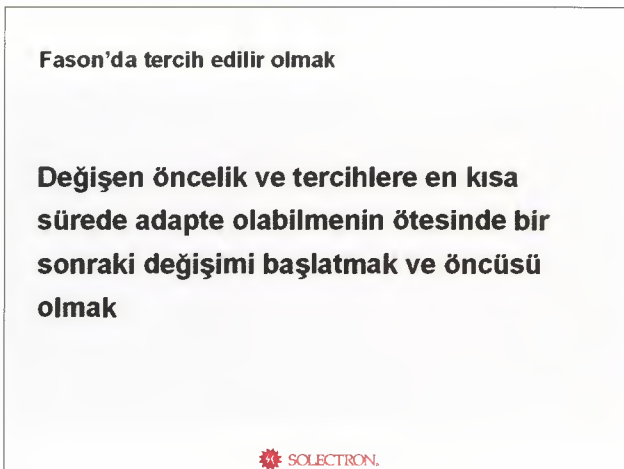 Fason'da tercih edilir olmak
Değişen öncelik ve tercihlere en kısa
sürede adapte olabilmenin ötesinde bir
sonraki değişimi başlatmak ve öncüsü
olmak
SOLECTRON